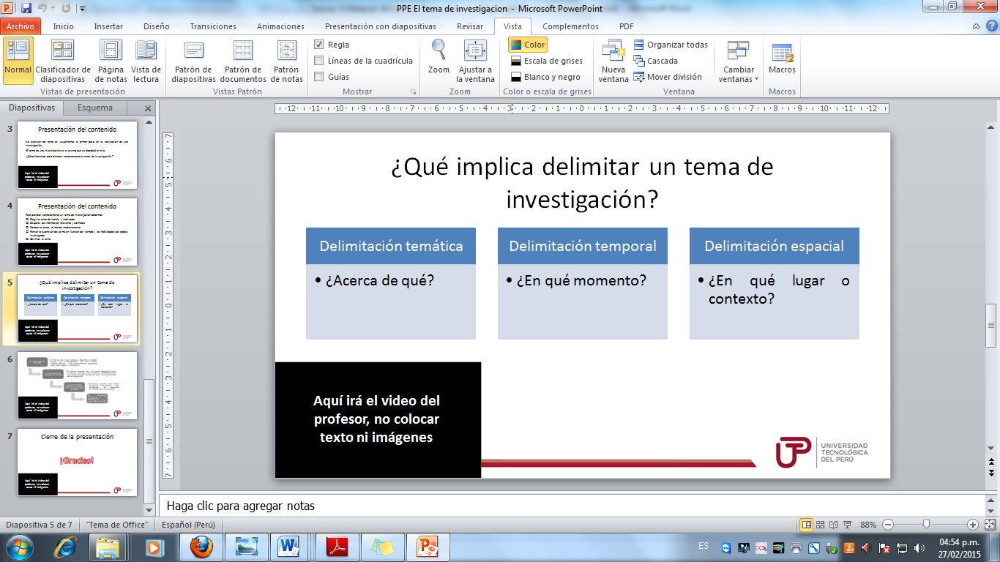 PPE El tema de investigacion - Microsoft PowerPoint
Archivo Inicio Insertar Diseño Transiciones Animaciones Presentación con diapositivas Revisar Vista Complementos PDF
Normal
Clasificador de diapositivas
Página de notas
Vista de lectura
Vistas de presentación
Patrón de diapositivas
Patrón de documentos
Patrón de notas
Vistas Patrón
Regla
Líneas de la cuadrícula
Guías
Mostrar
Zoom
Ajustar a la ventana
Zoom
Color
Escala de grises
Blanco y negro
Color o escala de grises
Nueva ventana
Organizar todas
Cascada
Mover división
Cambiar ventanas
Ventana
Macros
Macros
Diapositivas Esquema
3
Presentación del contenido
Aquí irá el video del profesor, no colocar texto ni imágenes
4
Presentación del contenido
Aquí irá el video del profesor, no colocar texto ni imágenes
5
¿Qué implica delimitar un tema de investigación?
Delimitación temática Delimitación temporal Delimitación espacial
¿Acerca de qué? ¿En qué momento? ¿En qué lugar o contexto?
Aquí irá el video del profesor, no colocar texto ni imágenes
6
Aquí irá el video del profesor, no colocar texto ni imágenes
7
Cierre de la presentación
¡Gracias!
Aquí irá el video del profesor, no colocar texto ni imágenes
¿Qué implica delimitar un tema de
investigación?
Delimitación temática
• ¿Acerca de qué?
Delimitación temporal
• ¿En qué momento?
Delimitación espacial
• ¿En qué lugar o
contexto?
Aquí irá el video del
profesor, no colocar
texto ni imágenes
UTP
UNIVERSIDAD
TECNOLÓGICA
DEL PERÚ
Haga clic para agregar notas
Diapositiva 5 de 7 "Tema de Office" Español (Perú) 88%
ES
04:54 p.m.
27/02/2015